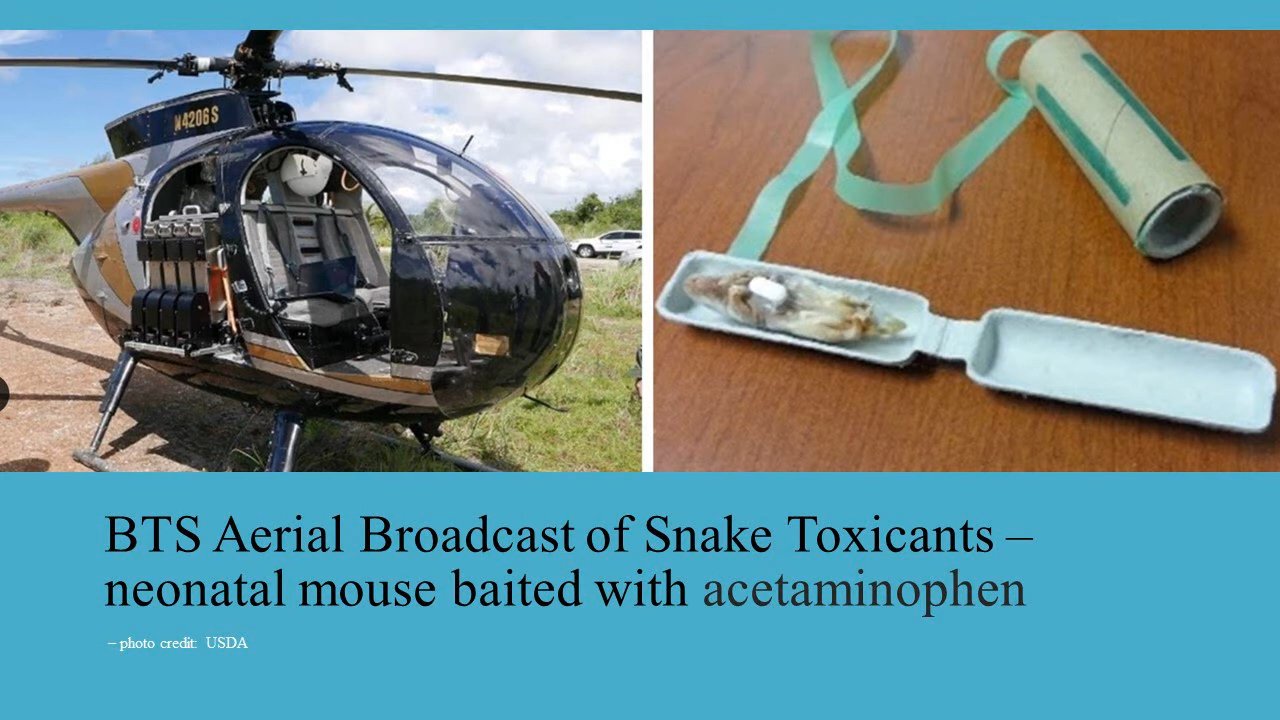 N4206S
BTS Aerial Broadcast of Snake Toxicants –
neonatal mouse baited with acetaminophen
– photo credit: USDA